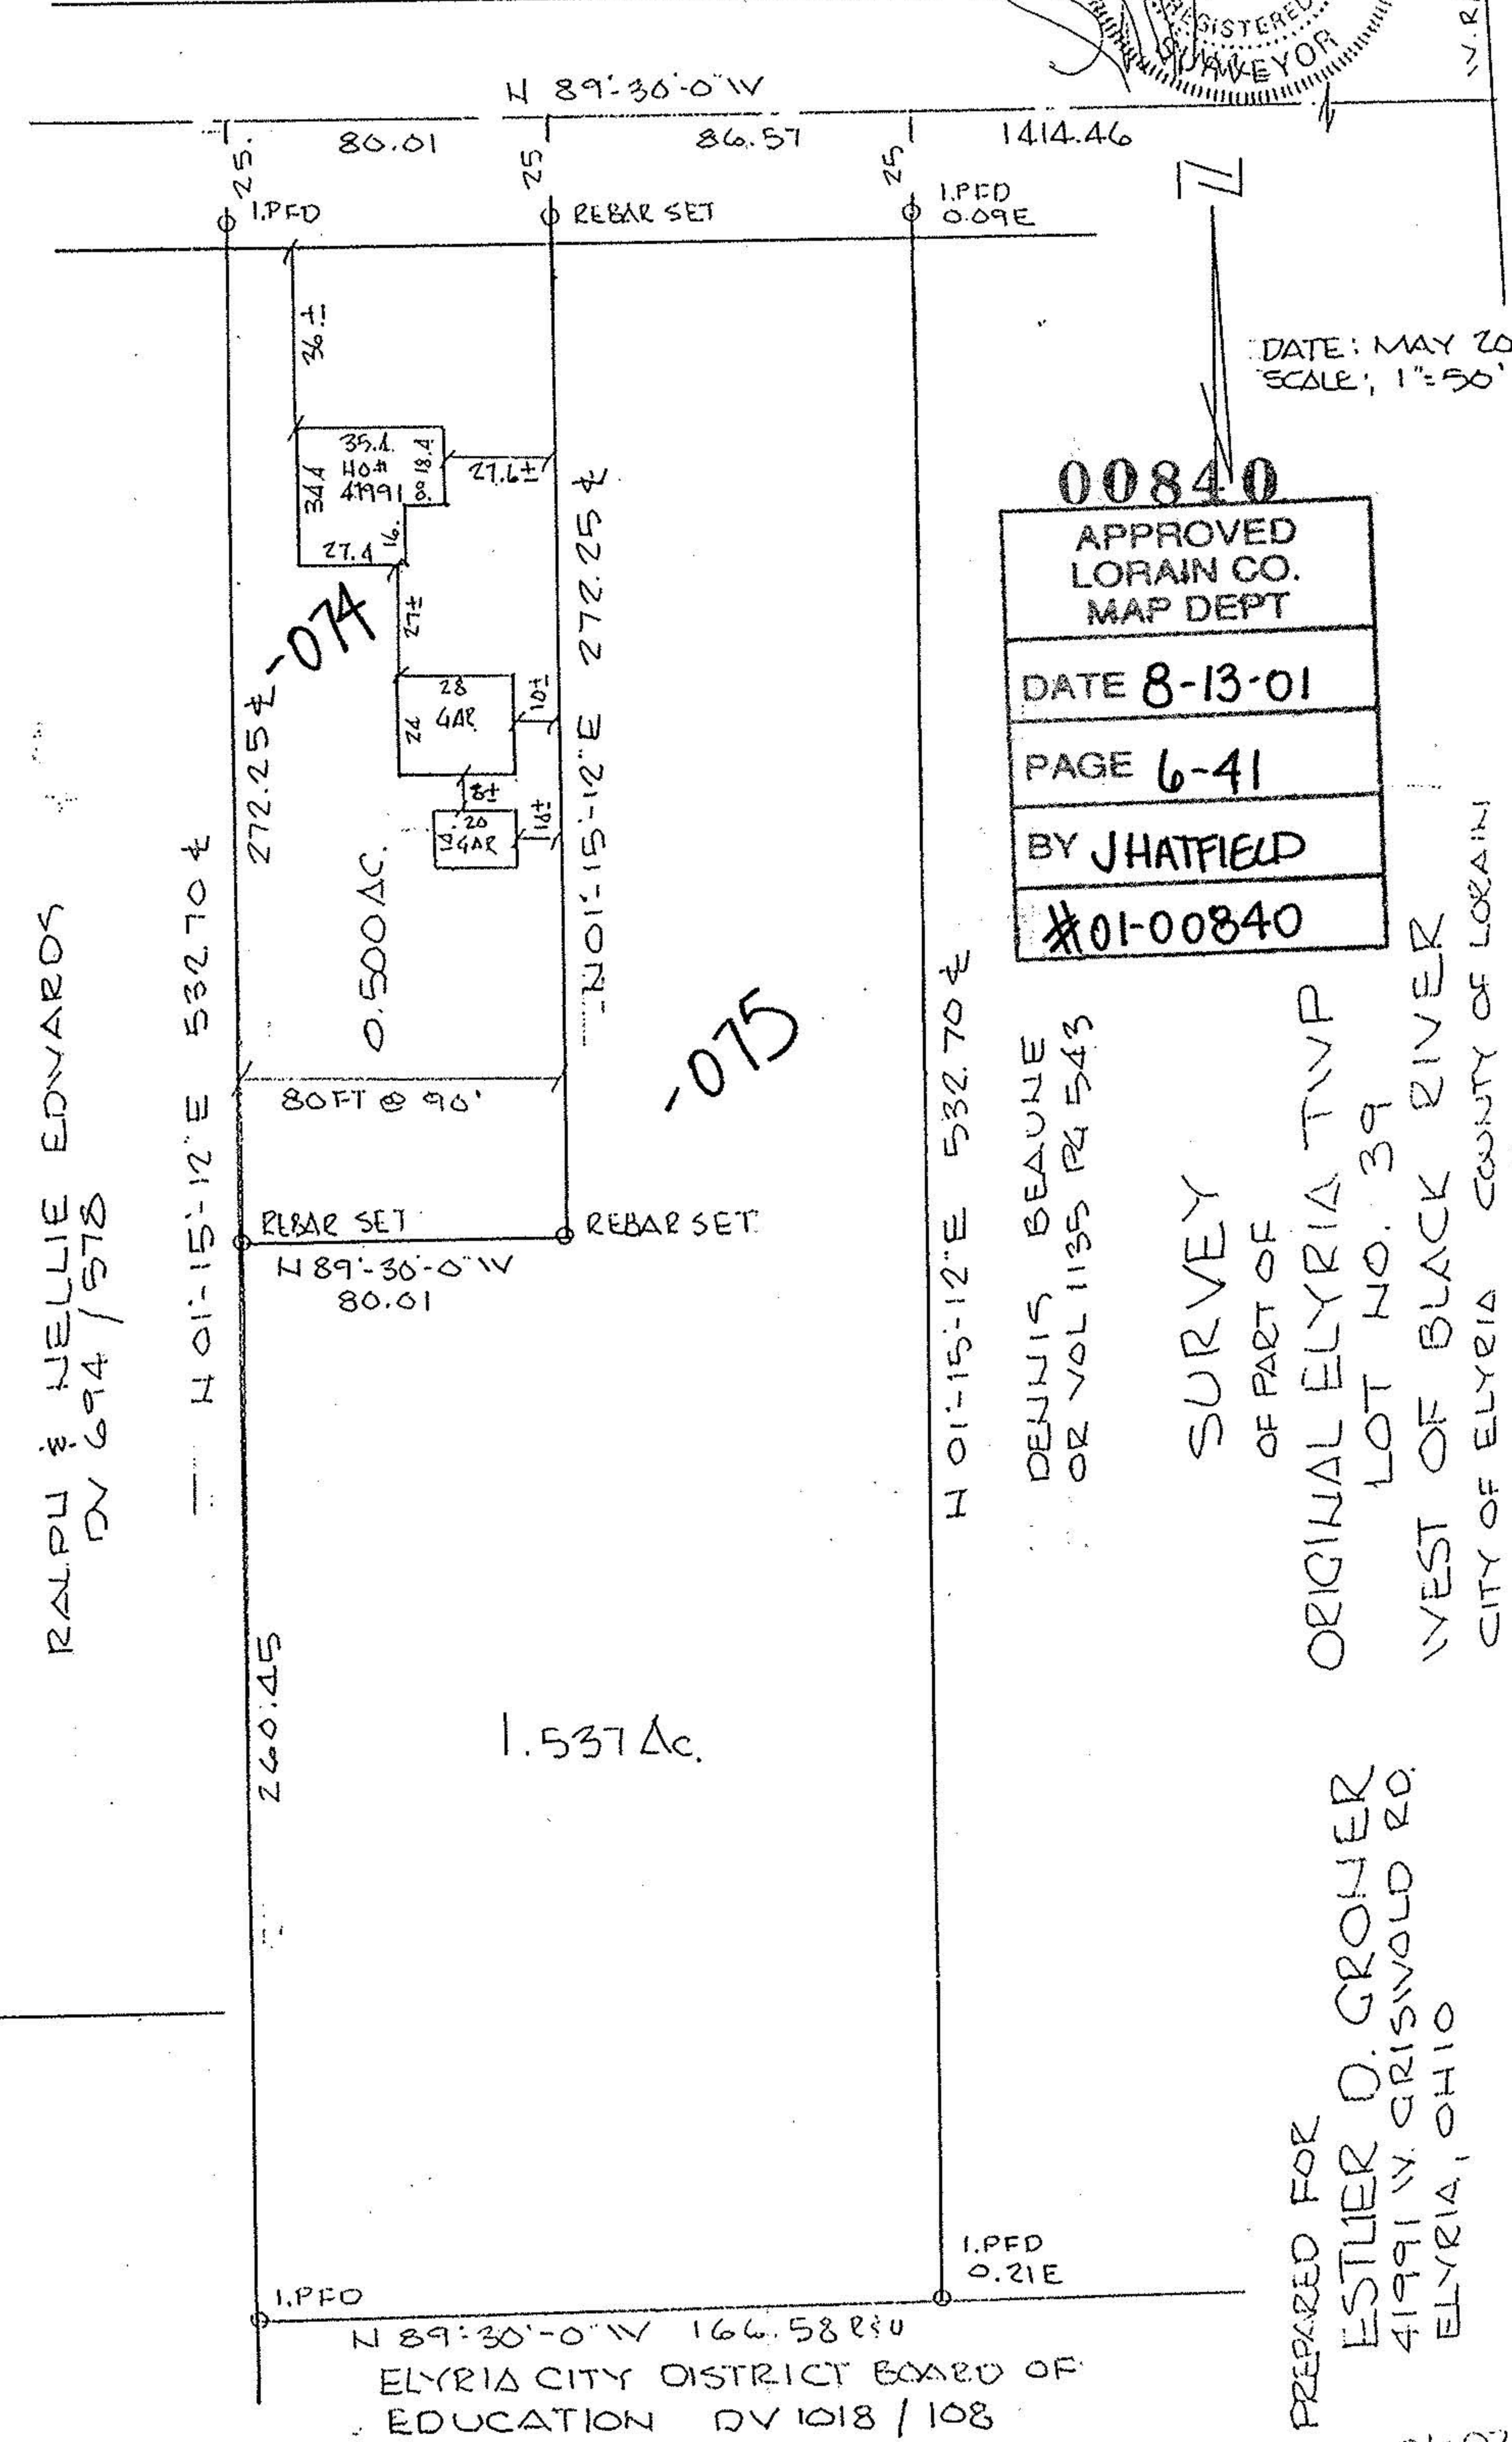 REGISTERED
SURVEYOR
N 89°-30'-0" W
80.01
86.57
1414.46
25.
25
25
I.PFD
REBAR SET
I.PFD
0.09E
36±
DATE: MAY 20
SCALE; 1"=50'
35.4
HO#
41991
34.4
18.4
27.6±
27.4
16.
27±
28
GAR.
24
10±
8±
20
GAR
10±
-074
272.25 ℄
N 01°-15'-12" E 272.25 ℄
0.500 AC.
80 FT @ 90°
00840
APPROVED
LORAIN CO.
MAP DEPT
DATE 8-13-01
PAGE 6-41
BY J HATFIELD
#01-00840
-075
RALPH & NELLIE EDWARDS
DV 694 / 578
N 01°-15'-12" E 532.70 ℄
REBAR SET
REBAR SET
N 89°-30'-0" W
80.01
260.45
1.537 Ac.
N 01°-15'-12" E 532.70 ℄
DENNIS BEAUNE
OR VOL 1135 PG 543
SURVEY
OF PART OF
ORIGINAL ELYRIA TWP
LOT NO. 39
WEST OF BLACK RIVER
CITY OF ELYRIA COUNTY OF LORAIN
PREPARED FOR
ESTHER O. GRONER
41991 W. GRISWOLD RD.
ELYRIA, OHIO
I.PFD
I.PFD
0.21E
N 89°-30'-0" W 166.58 R&U
ELYRIA CITY DISTRICT BOARD OF
EDUCATION DV 1018 / 108